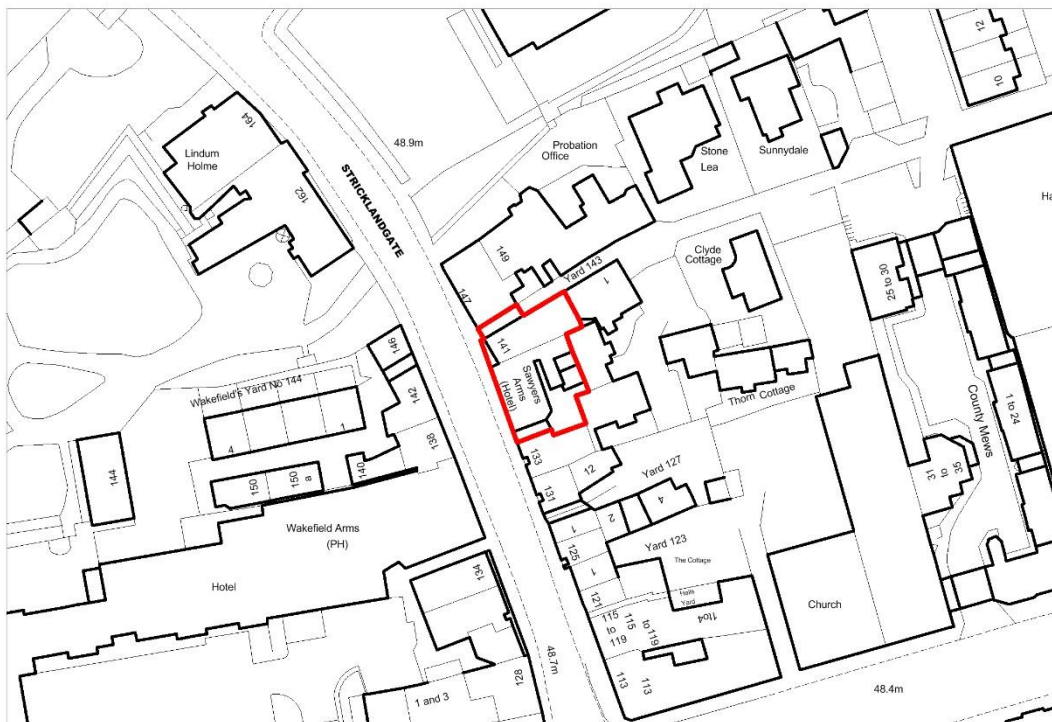 12
10
164
Lindum
Holme
162
48.9m
STRICKLANDGATE
Probation
Office
Stone
Lea
Sunnydale
Ha
149
147
Yard 143
1
Clyde
Cottage
25 to 30
141
Sawyers
Arms
(Hotel)
146
142
Wakefield's Yard No 144
138
4
1
144
150
150
a
140
Thorn Cottage
County Mews
1 to 24
31
to
35
133
12
131
Yard 127
4
2
1
125
Yard 123
1
The Cottage
121
Halls
Yard
Wakefield Arms
(PH)
Hotel
134
115
to
119
115
to 119
1to4
Church
113
113
48.7m
128
1 and 3
48.4m